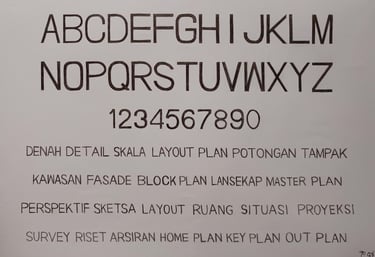 ABCDEFGHIJKLM
NOPQRSTUVWXYZ
1234567890
DENAH DETAIL SKALA LAYOUT PLAN POTONGAN TAMPAK
KAWASAN FASADE BLOCK PLAN LANSEKAP MASTER PLAN
PERSPEKTIF SKETSA LAYOUT RUANG SITUASI PROYEKSI
SURVEY RISET ARSIRAN HOME PLAN KEY PLAN OUT PLAN